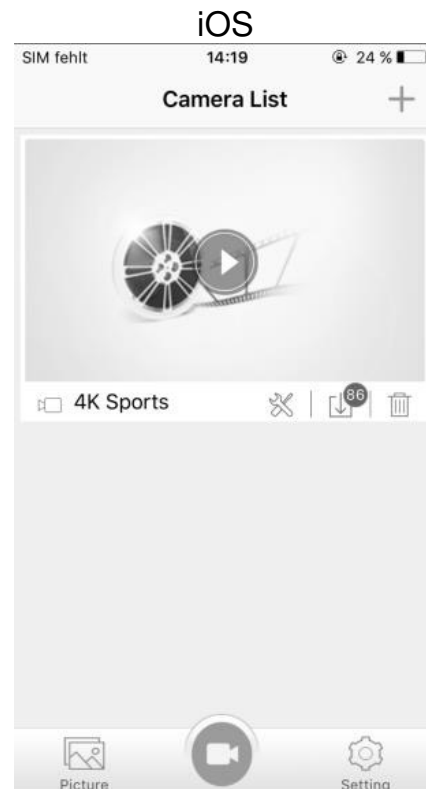 iOS
SIM fehlt 14:19 24 %
Camera List
4K Sports 86
Picture Setting